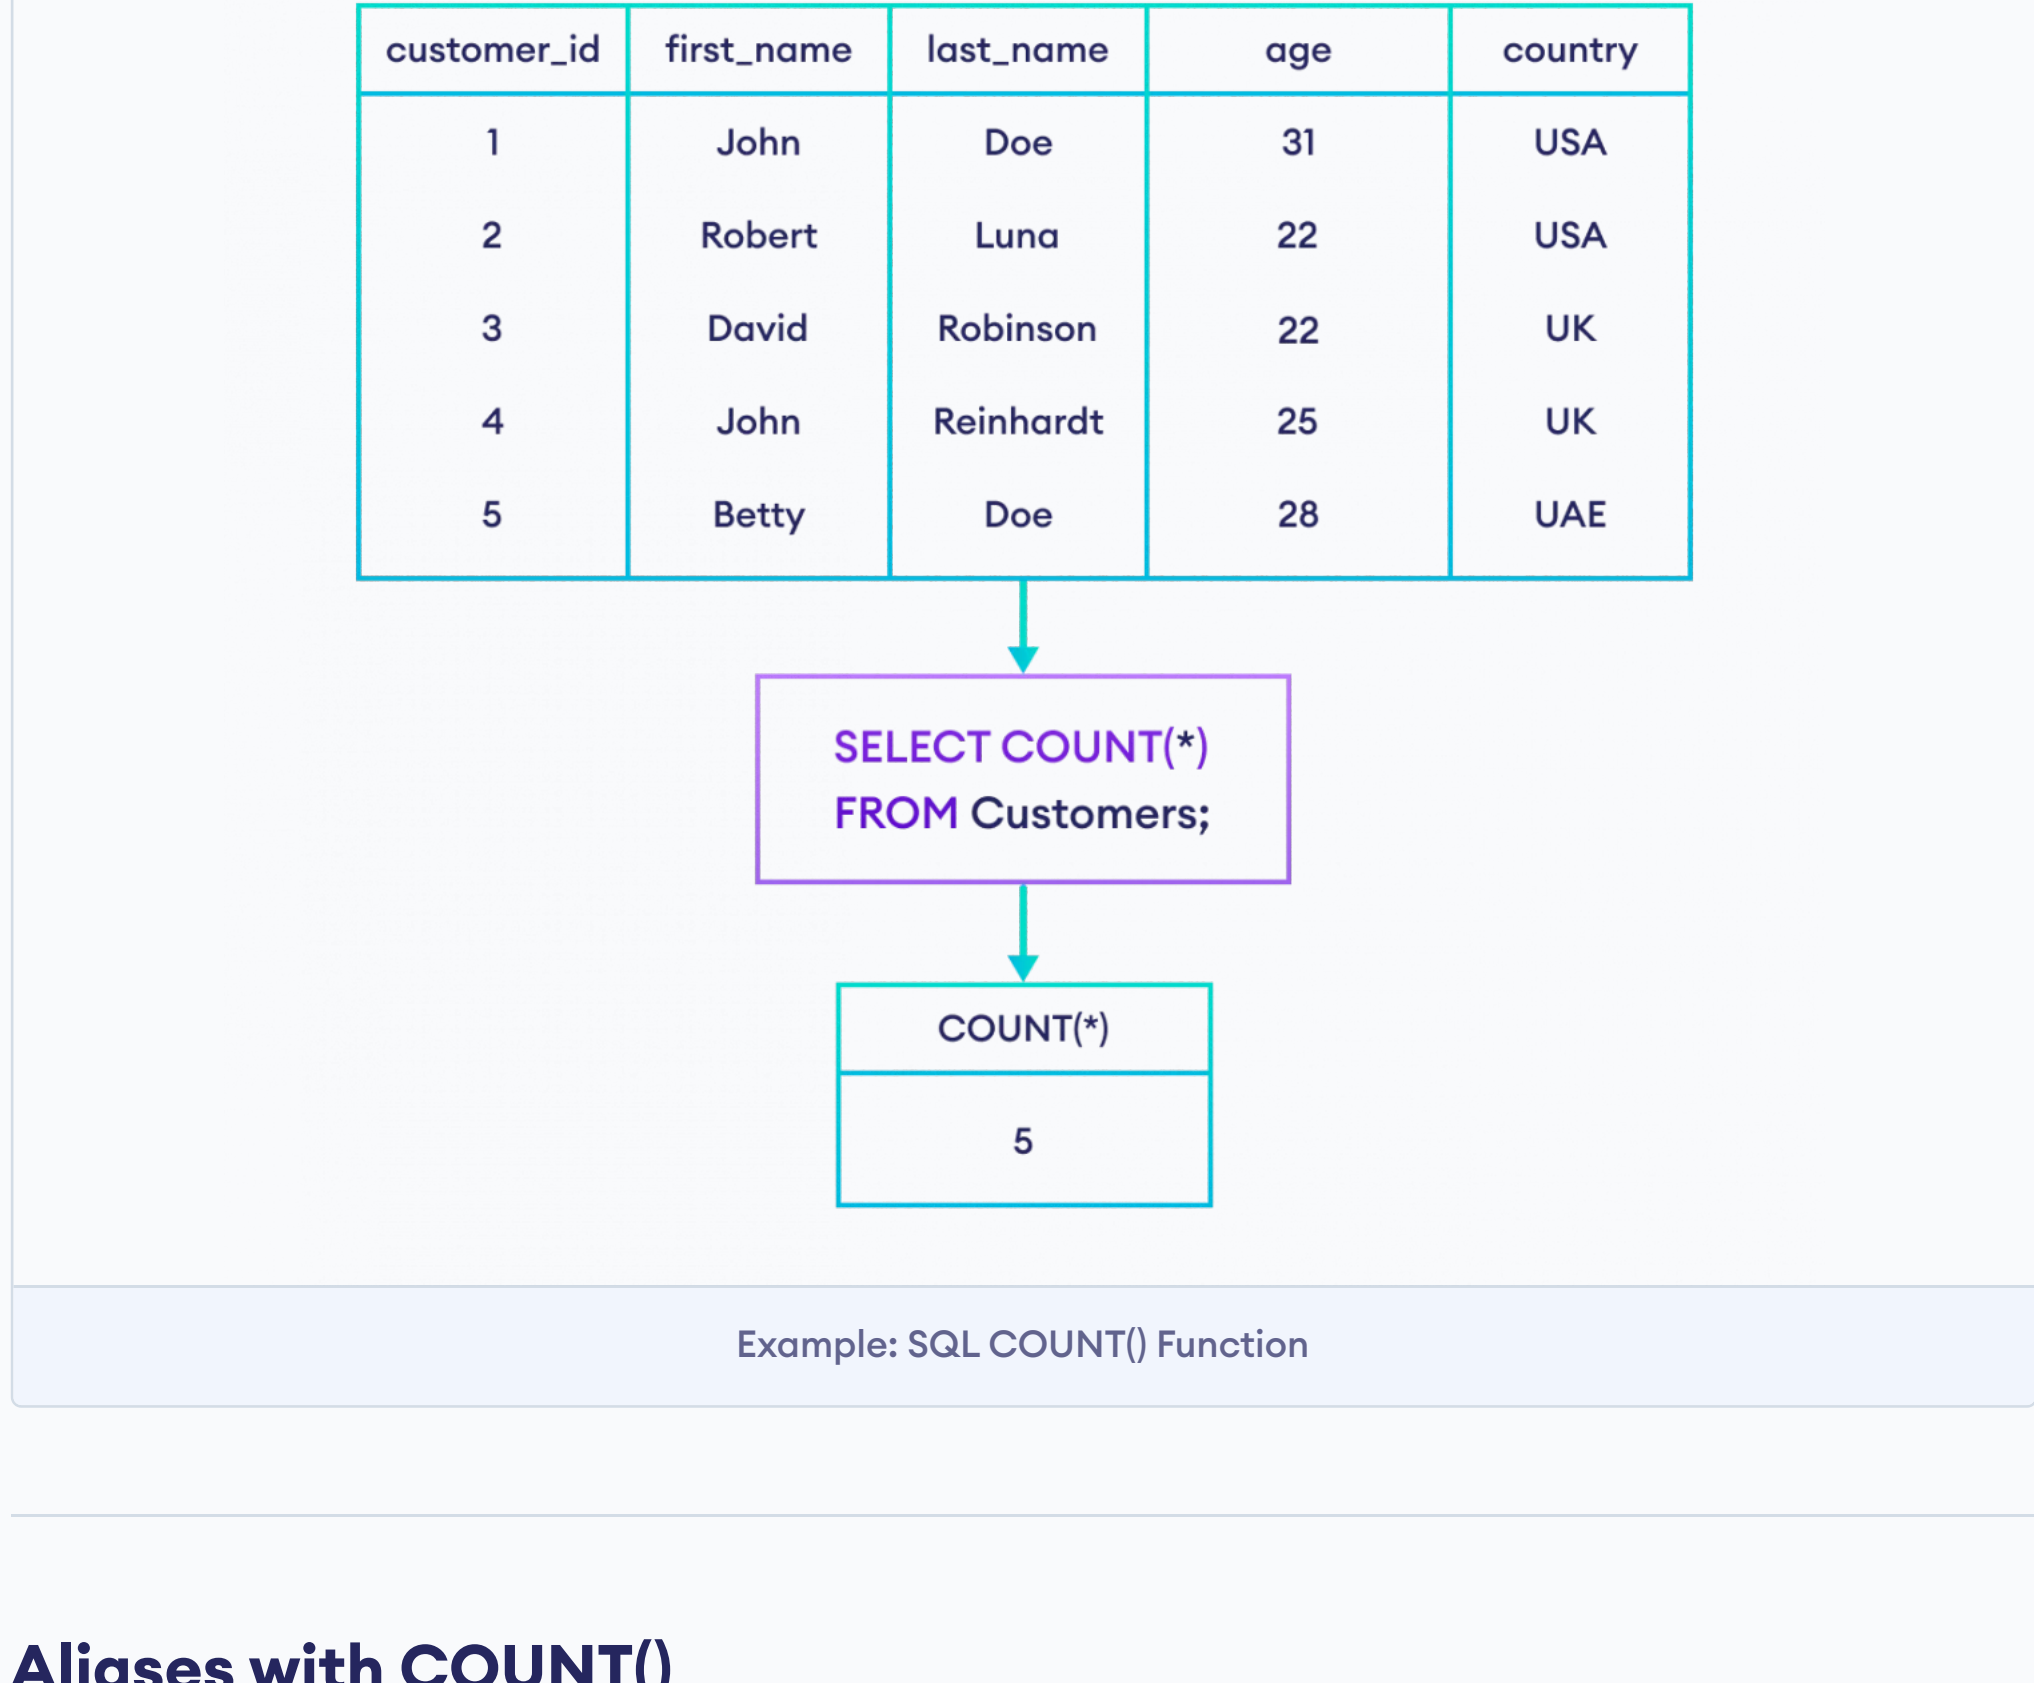 customer_id first_name last_name age country
1 John Doe 31 USA
2 Robert Luna 22 USA
3 David Robinson 22 UK
4 John Reinhardt 25 UK
5 Betty Doe 28 UAE
SELECT COUNT(*)
FROM Customers;
COUNT(*)
5
Example: SQL COUNT() Function
Aliases with COUNT()